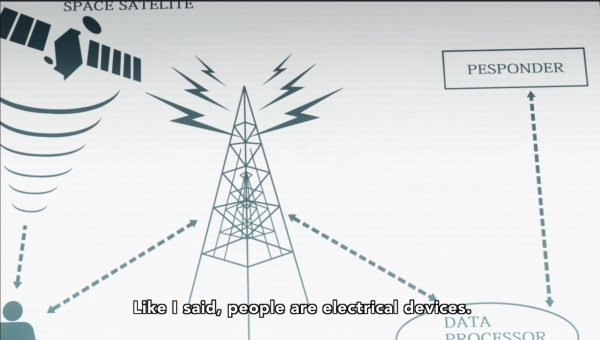 SPACE SATELITE
PESPONDER
DATA
PROCESSOR
Like I said, people are electrical devices.